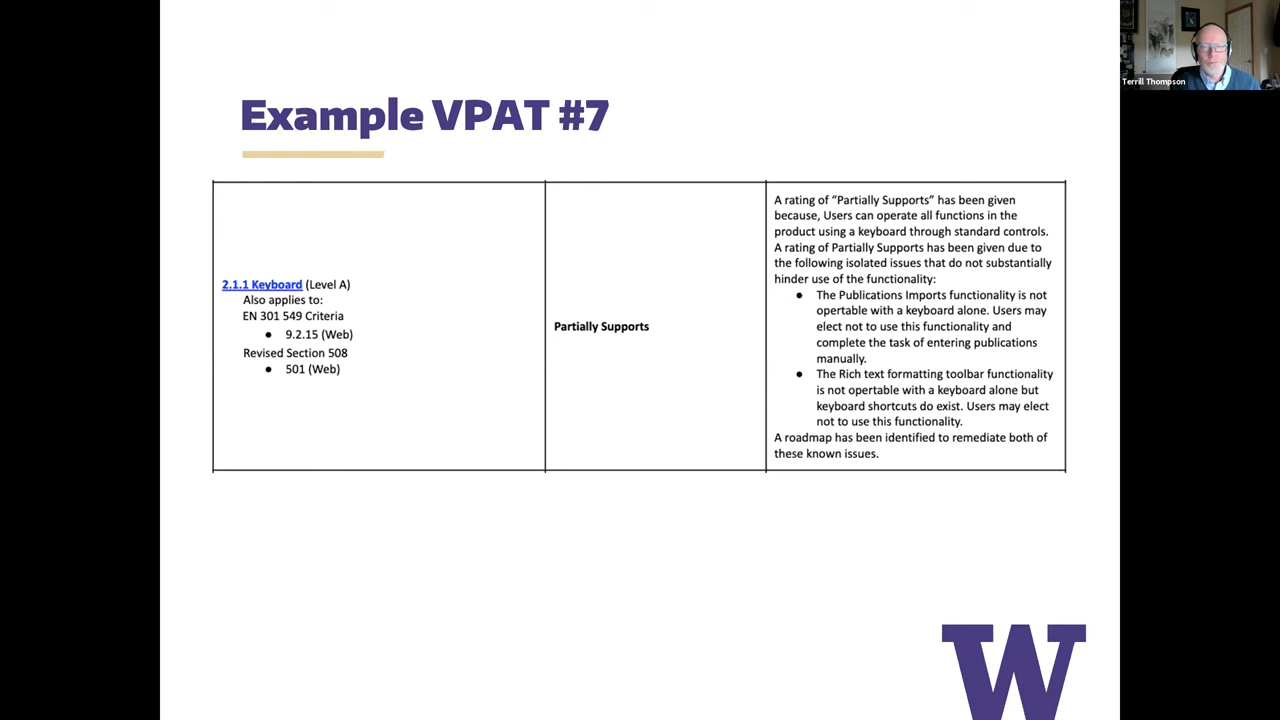 Terrill Thompson
Example VPAT #7
2.1.1 Keyboard (Level A)
Also applies to:
EN 301 549 Criteria
● 9.2.15 (Web)
Revised Section 508
● 501 (Web)
Partially Supports
A rating of “Partially Supports” has been given
because, Users can operate all functions in the
product using a keyboard through standard controls.
A rating of Partially Supports has been given due to
the following isolated issues that do not substantially
hinder use of the functionality:
● The Publications Imports functionality is not
opertable with a keyboard alone. Users may
elect not to use this functionality and
complete the task of entering publications
manually.
● The Rich text formatting toolbar functionality
is not opertable with a keyboard alone but
keyboard shortcuts do exist. Users may elect
not to use this functionality.
A roadmap has been identified to remediate both of
these known issues.
W